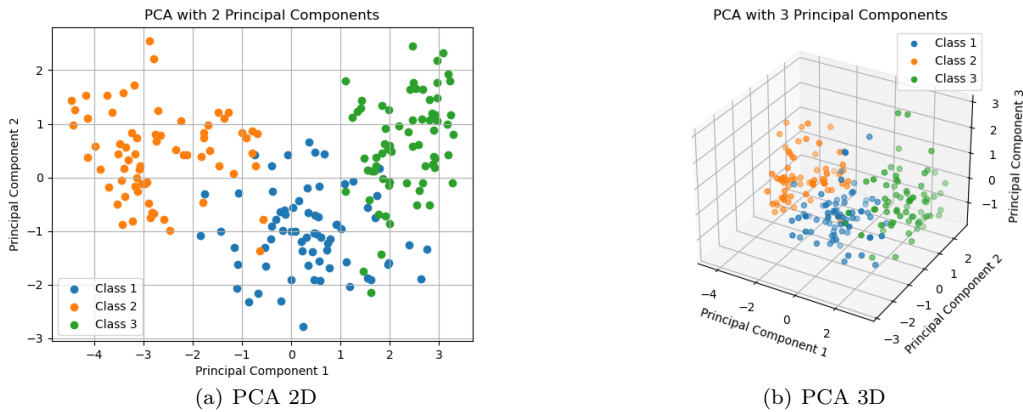 PCA with 2 Principal Components
2
1
0
−1
−2
−3
Principal Component 2
Class 1
Class 2
Class 3
−4 −3 −2 −1 0 1 2 3
Principal Component 1
(a) PCA 2D
PCA with 3 Principal Components
Class 1
Class 2
Class 3
3
2
1
0
−1
Principal Component 3
−4 −2 0 2
Principal Component 1
−3 −2 −1 0 1 2
Principal Component 2
(b) PCA 3D